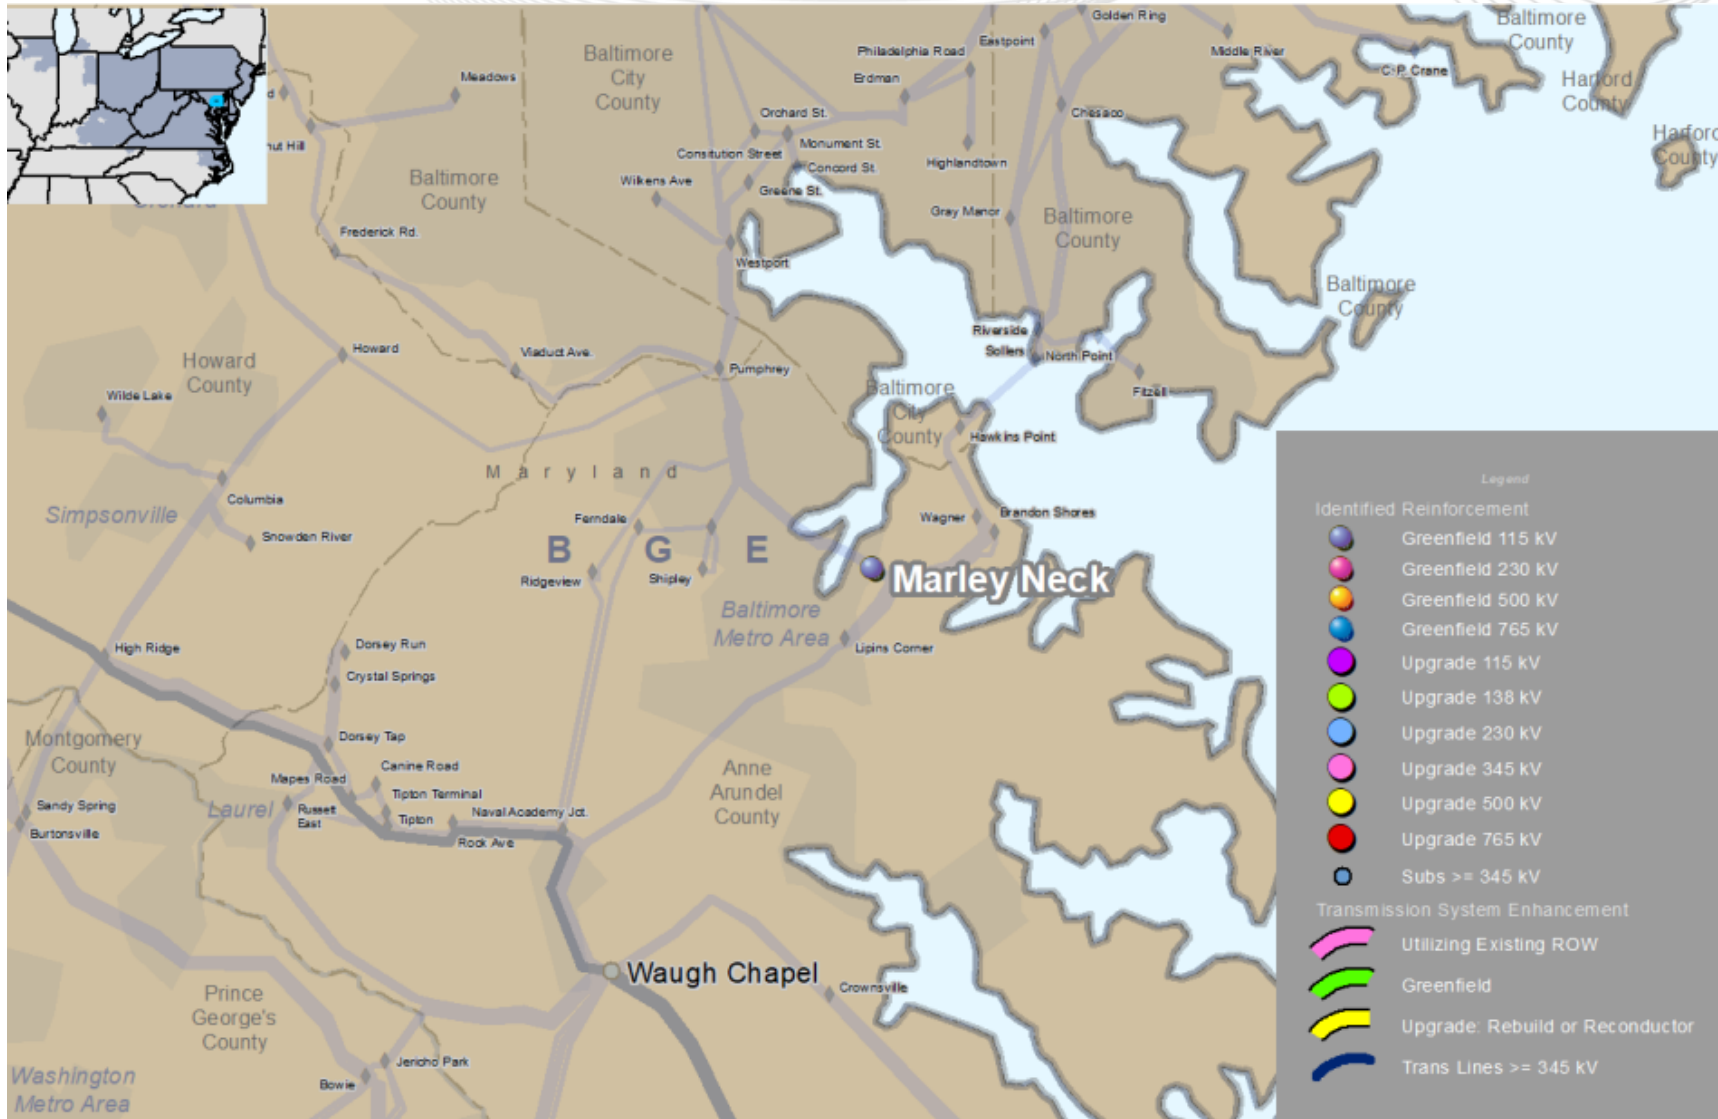 Golden Ring
Baltimore
County
Eastpoint
Philadelphia Road
Middle River
Baltimore
City
County
Meadows
Erdman
C. P. Crane
Harford
County
Orchard St.
Chesaco
Monument St.
Harford
County
Consitution Street
Concord St.
Highlandtown
Baltimore
County
Wilkens Ave
Greene St.
Gray Manor
Baltimore
County
Frederick Rd.
Westport
Baltimore
County
Riverside
Sollers
North Point
Howard
Viaduct Ave.
Howard
County
Pumphrey
Wilde Lake
Baltimore
City
County
Fitzell
Hawkins Point
Maryland
Columbia
Simpsonville
Snowden River
Ferndale
Wagner
Brandon Shores
B G E
Ridgeview
Shipley
Marley Neck
Baltimore
Metro Area
High Ridge
Dorsey Run
Lipins Corner
Crystal Springs
Montgomery
County
Dorsey Tap
Canine Road
Mapes Road
Anne
Arundel
County
Sandy Spring
Laurel
Russett
East
Tipton Terminal
Naval Academy Jct.
Burtonsville
Tipton
Rock Ave
Waugh Chapel
Crownsville
Prince
George's
County
Jericho Park
Bowie
Washington
Metro Area
Legend
Identified Reinforcement
Greenfield 115 kV
Greenfield 230 kV
Greenfield 500 kV
Greenfield 765 kV
Upgrade 115 kV
Upgrade 138 kV
Upgrade 230 kV
Upgrade 345 kV
Upgrade 500 kV
Upgrade 765 kV
Subs >= 345 kV
Transmission System Enhancement
Utilizing Existing ROW
Greenfield
Upgrade: Rebuild or Reconductor
Trans Lines >= 345 kV